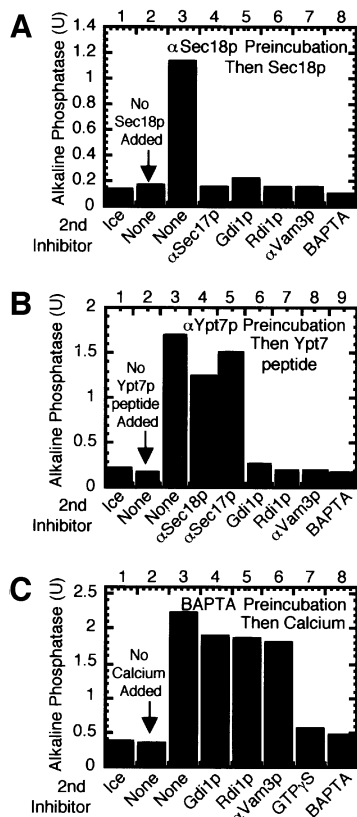 A
1 2 3 4 5 6 7 8
αSec18p Preincubation
Then Sec18p
No
Sec18p
Added
Alkaline Phosphatase (U)
1.4
1.2
1
0.8
0.6
0.4
0.2
0
2nd
Inhibitor
Ice None None αSec17p Gdi1p Rdi1p αVam3p BAPTA
B
1 2 3 4 5 6 7 8 9
αYpt7p Preincubation
Then Ypt7
peptide
No
Ypt7p
peptide
Added
Alkaline Phosphatase (U)
2
1.5
1
0.5
0
2nd
Inhibitor
Ice None None αSec18p αSec17p Gdi1p Rdi1p αVam3p BAPTA
C
1 2 3 4 5 6 7 8
BAPTA Preincubation
Then Calcium
No
Calcium
Added
Alkaline Phosphatase (U)
2.5
2
1.5
1
0.5
0
2nd
Inhibitor
Ice None None Gdi1p Rdi1p αVam3p GTPγS BAPTA